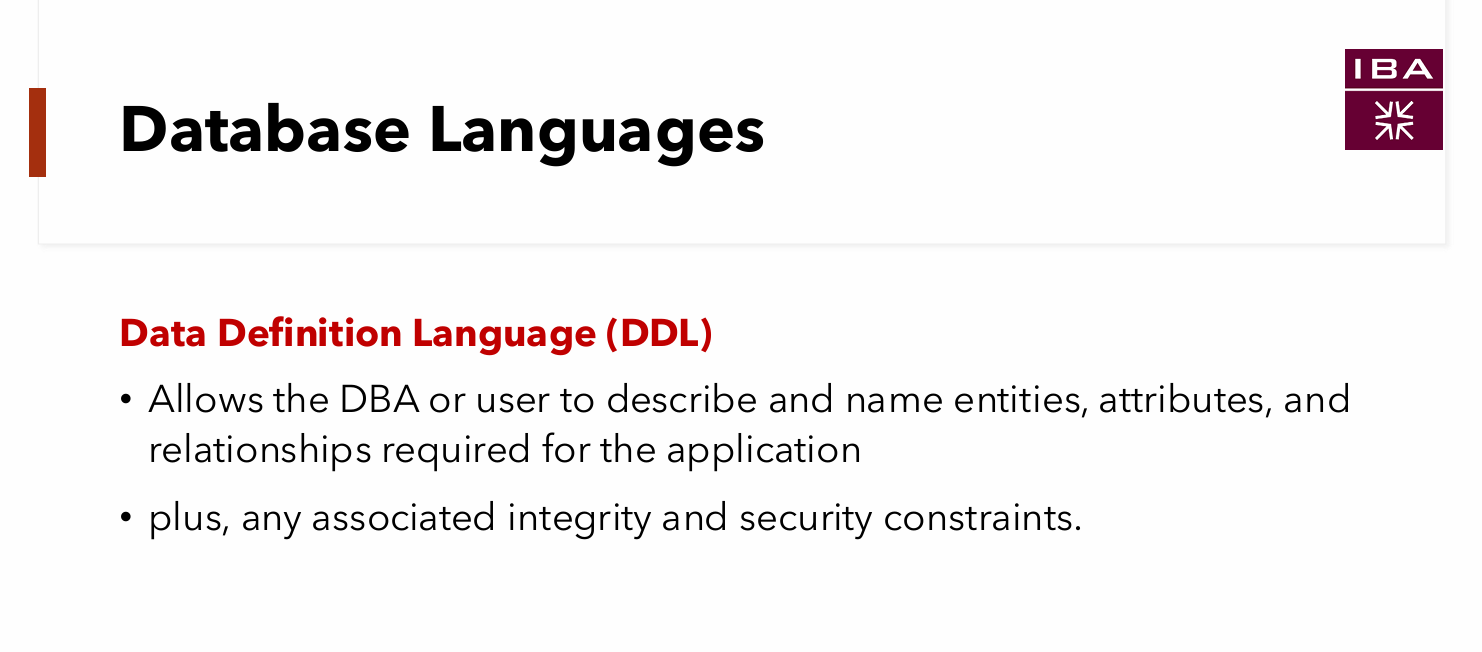 IBA
Database Languages
Data Definition Language (DDL)
• Allows the DBA or user to describe and name entities, attributes, and
relationships required for the application
• plus, any associated integrity and security constraints.